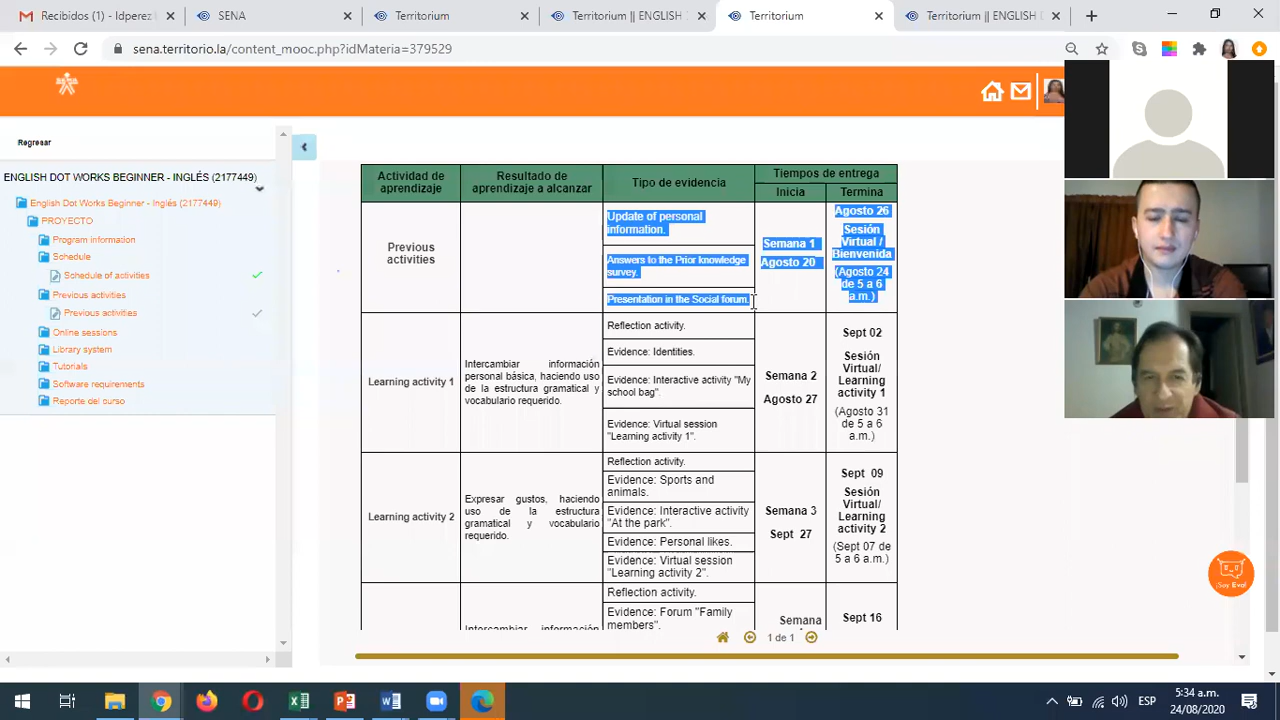 Recibidos (1) - Idperez
SENA
Territorium
Territorium || ENGLISH
Territorium
Territorium || ENGLISH D
sena.territorio.la/content_mooc.php?idMateria=379529
Regresar
ENGLISH DOT WORKS BEGINNER - INGLÉS (2177449)
English Dot Works Beginner - Inglés (2177449)
PROYECTO
Program information
Schedule
Schedule of activities
Previous activities
Previous activities
Online sessions
Library system
Tutorials
Software requirements
Reporte del curso
Actividad de
aprendizaje
Resultado de
aprendizaje a alcanzar
Tipo de evidencia
Tiempos de entrega
Inicia
Termina
Previous
activities
Update of personal
information.
Answers to the Prior knowledge
survey.
Presentation in the Social forum.
Semana 1
Agosto 20
Agosto 26
Sesión
Virtual /
Bienvenida
(Agosto 24
de 5 a 6
a.m.)
Learning activity 1
Intercambiar información
personal básica, haciendo uso
de la estructura gramatical y
vocabulario requerido.
Reflection activity.
Evidence: Identities.
Evidence: Interactive activity "My
school bag".
Evidence: Virtual session
"Learning activity 1".
Semana 2
Agosto 27
Sept 02
Sesión
Virtual/
Learning
activity 1
(Agosto 31
de 5 a 6
a.m.)
Learning activity 2
Expresar gustos, haciendo
uso de la estructura
gramatical y vocabulario
requerido.
Reflection activity.
Evidence: Sports and
animals.
Evidence: Interactive activity
"At the park".
Evidence: Personal likes.
Evidence: Virtual session
"Learning activity 2".
Semana 3
Sept 27
Sept 09
Sesión
Virtual/
Learning
activity 2
(Sept 07 de
5 a 6 a.m.)
Intercambiar información
Reflection activity.
Evidence: Forum "Family
members".
Semana
Sept 16
1 de 1
¡Soy Eva!
ESP
5:34 a.m.
24/08/2020